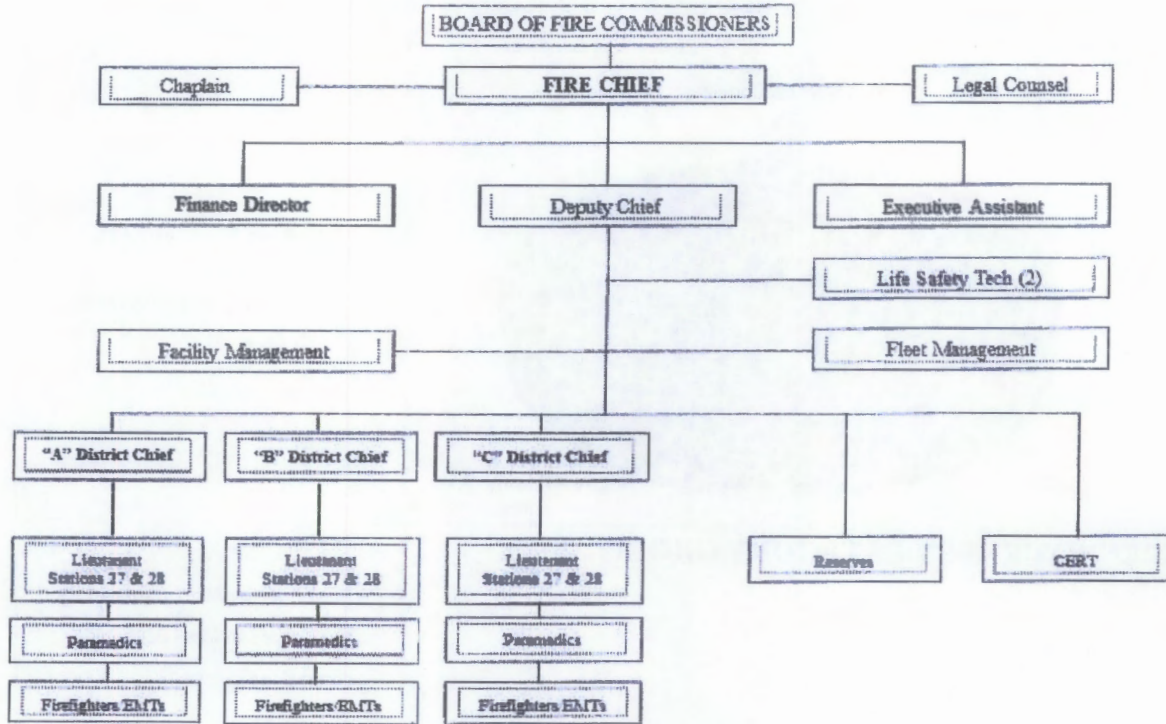 BOARD OF FIRE COMMISSIONERS
Chaplain
FIRE CHIEF
Legal Counsel
Finance Director
Deputy Chief
Executive Assistant
Life Safety Tech (2)
Facility Management
Fleet Management
“A” District Chief
“B” District Chief
“C” District Chief
Lieutenant
Stations 27 & 28
Lieutenant
Stations 27 & 28
Lieutenant
Stations 27 & 28
Reserves
CERT
Paramedics
Paramedics
Paramedics
Firefighters/EMTs
Firefighters/EMTs
Firefighters/EMTs